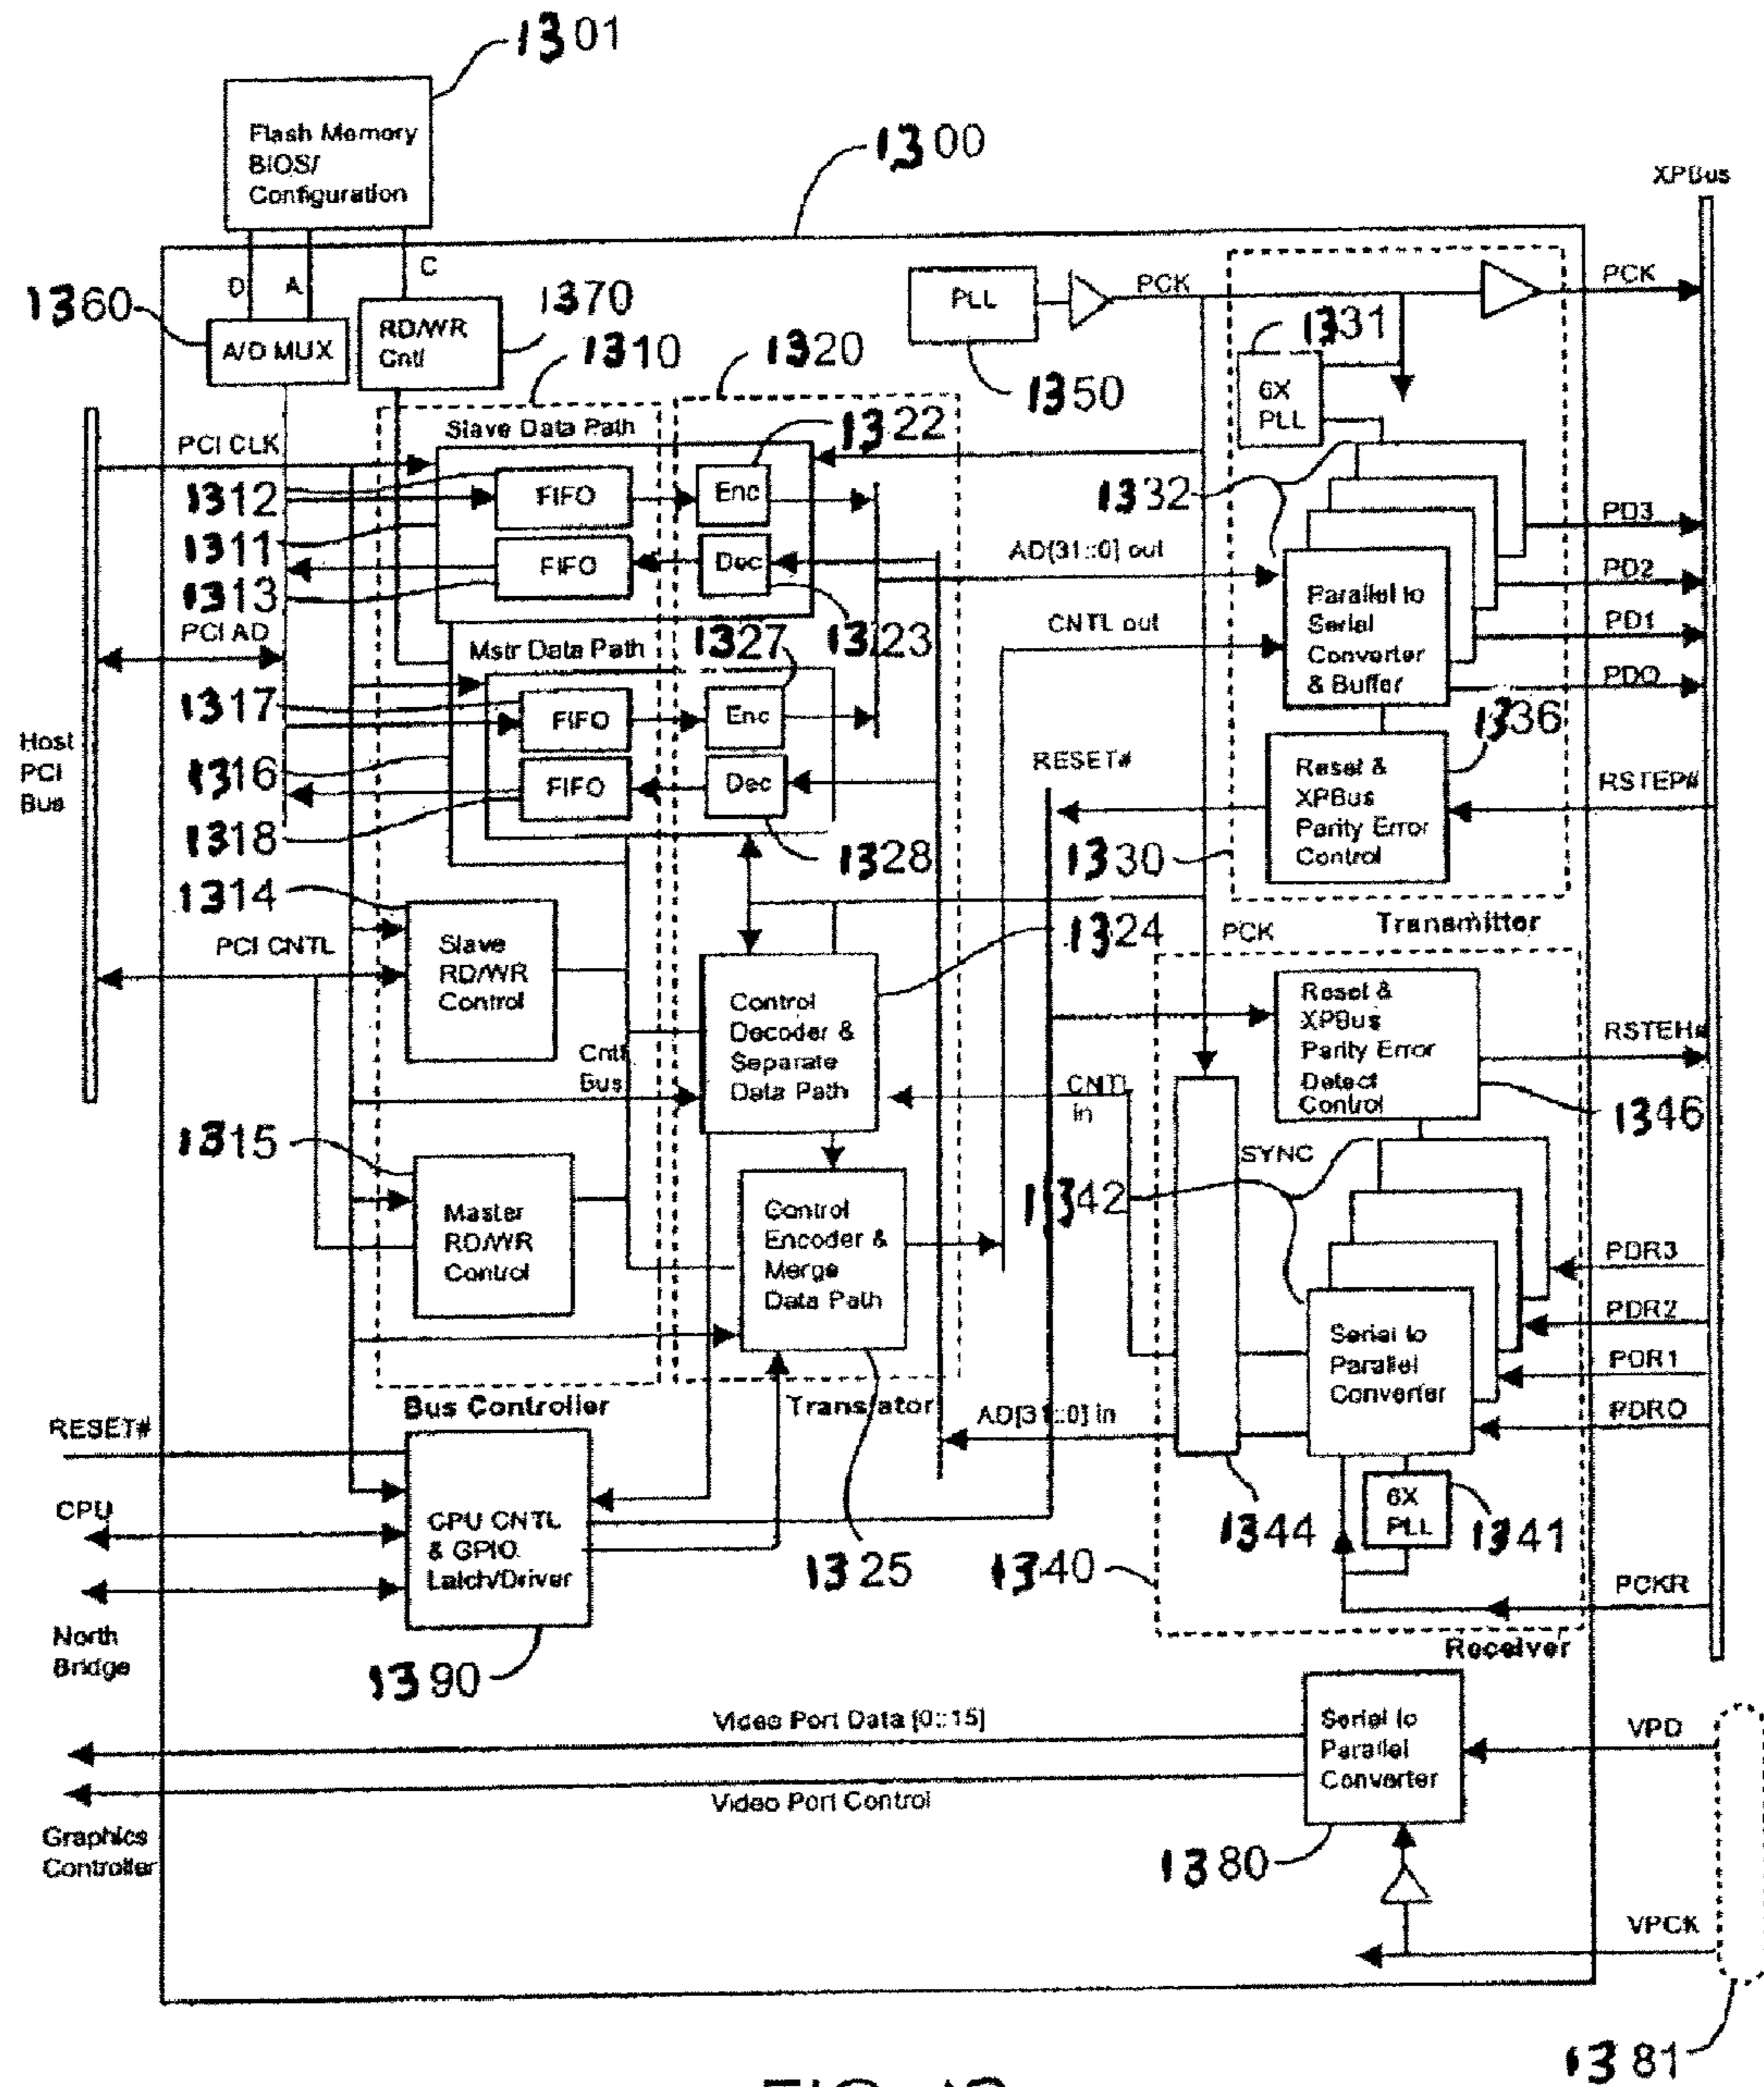 1301
Flash Memory
BIOS/
Configuration
1300
XPBus
D
A
C
1360
A/D MUX
1370
RD/WR
Cntl
1310
1320
PLL
1350
PCK
1331
6X
PLL
PCK
PCI CLK
Slave Data Path
1322
1312
FIFO
Enc
1332
PD3
1311
AD[31::0] out
1313
FIFO
Dec
PD2
Parallel to
Serial
Converter
& Buffer
PCI AD
1327
1323
CNTL out
PD1
Mstr Data Path
PD0
1317
FIFO
Enc
1336
Host
PCI
Bus
1316
FIFO
Dec
RESET#
Reset &
XPBus
Parity Error
Control
RSTEP#
1318
1328
1330
1314
PCI CNTL
Slave
RD/WR
Control
1324
PCK
Transmitter
Control
Decoder &
Separate
Data Path
Reset &
XPBus
Parity Error
Detect
Control
RSTEH#
Cntl
Bus
CNTL
in
1346
1315
SYNC
1342
Master
RD/WR
Control
Control
Encoder &
Merge
Data Path
PDR3
PDR2
Serial to
Parallel
Converter
PDR1
PDR0
Bus Controller
Translator
AD[31::0] in
RESET#
CPU
CPU CNTL
& GPIO
Latch/Driver
6X
PLL
1344
1341
1325
1340
PCKR
North
Bridge
1390
Receiver
Video Port Data [0::15]
Serial to
Parallel
Converter
VPD
Video Port Control
Graphics
Controller
1380
VPCK
1381